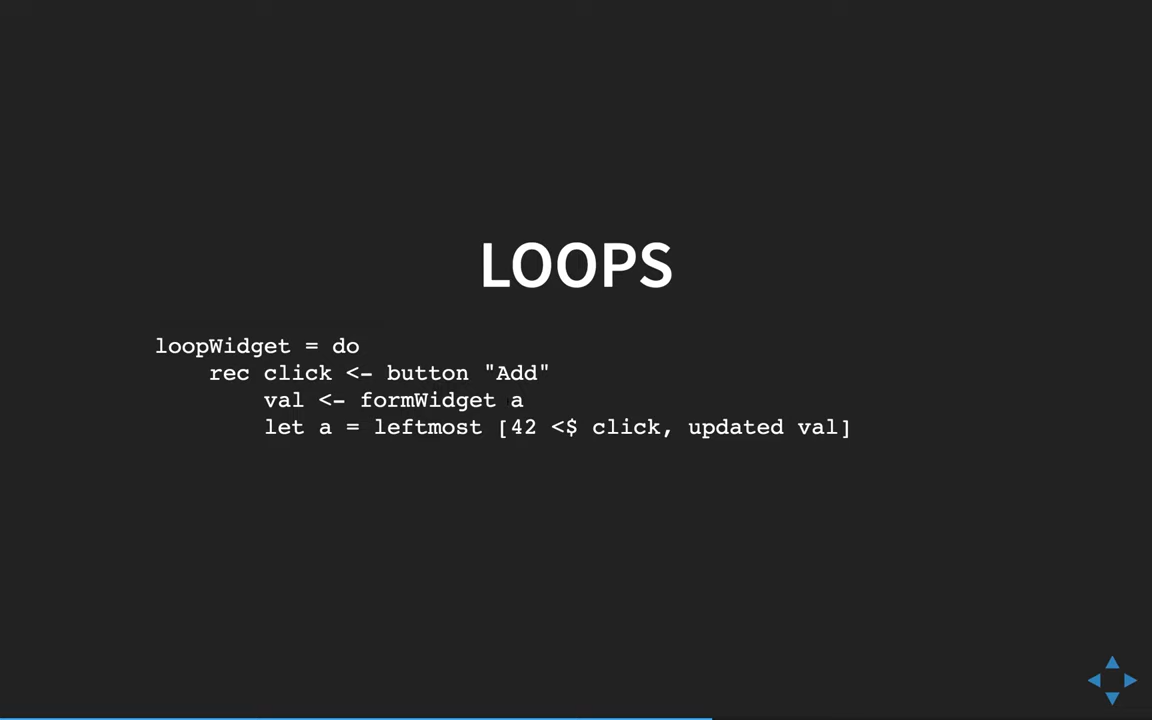 LOOPS
loopWidget = do
    rec click <- button "Add"
        val <- formWidget a
        let a = leftmost [42 <$ click, updated val]